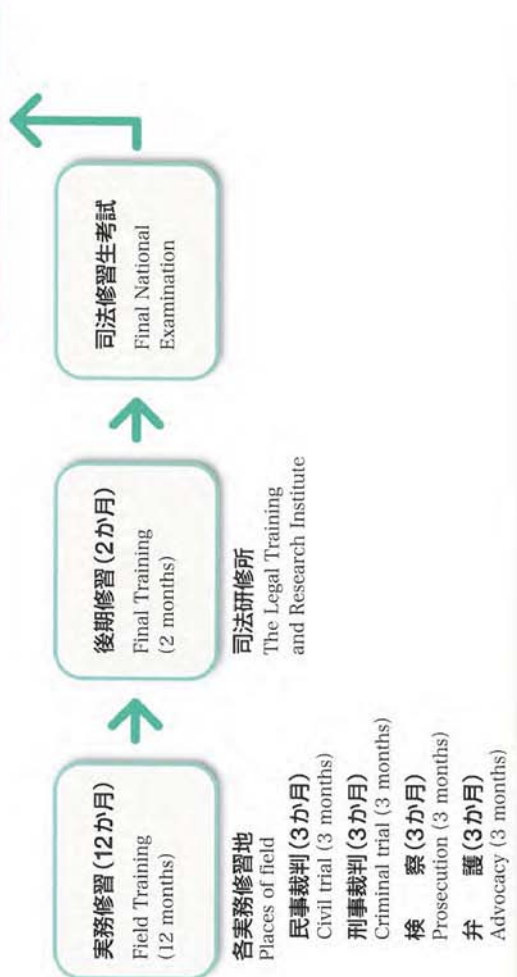 実務修習(12か月)
Field Training
(12 months)
各実務修習地
Places of field
民事裁判(3か月)
Civil trial (3 months)
刑事裁判(3か月)
Criminal trial (3 months)
検　察(3か月)
Prosecution (3 months)
弁　護(3か月)
Advocacy (3 months)
後期修習(2か月)
Final Training
(2 months)
司法研修所
The Legal Training
and Research Institute
司法修習生考試
Final National
Examination